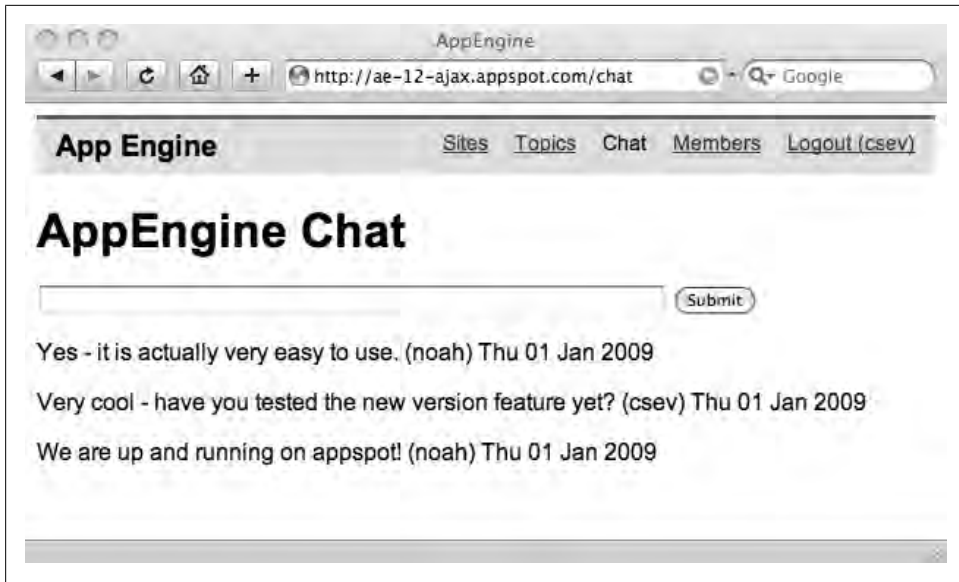 AppEngine
http://ae-12-ajax.appspot.com/chat
Google
App Engine
Sites Topics Chat Members Logout (csev)
AppEngine Chat
Submit
Yes - it is actually very easy to use. (noah) Thu 01 Jan 2009
Very cool - have you tested the new version feature yet? (csev) Thu 01 Jan 2009
We are up and running on appspot! (noah) Thu 01 Jan 2009